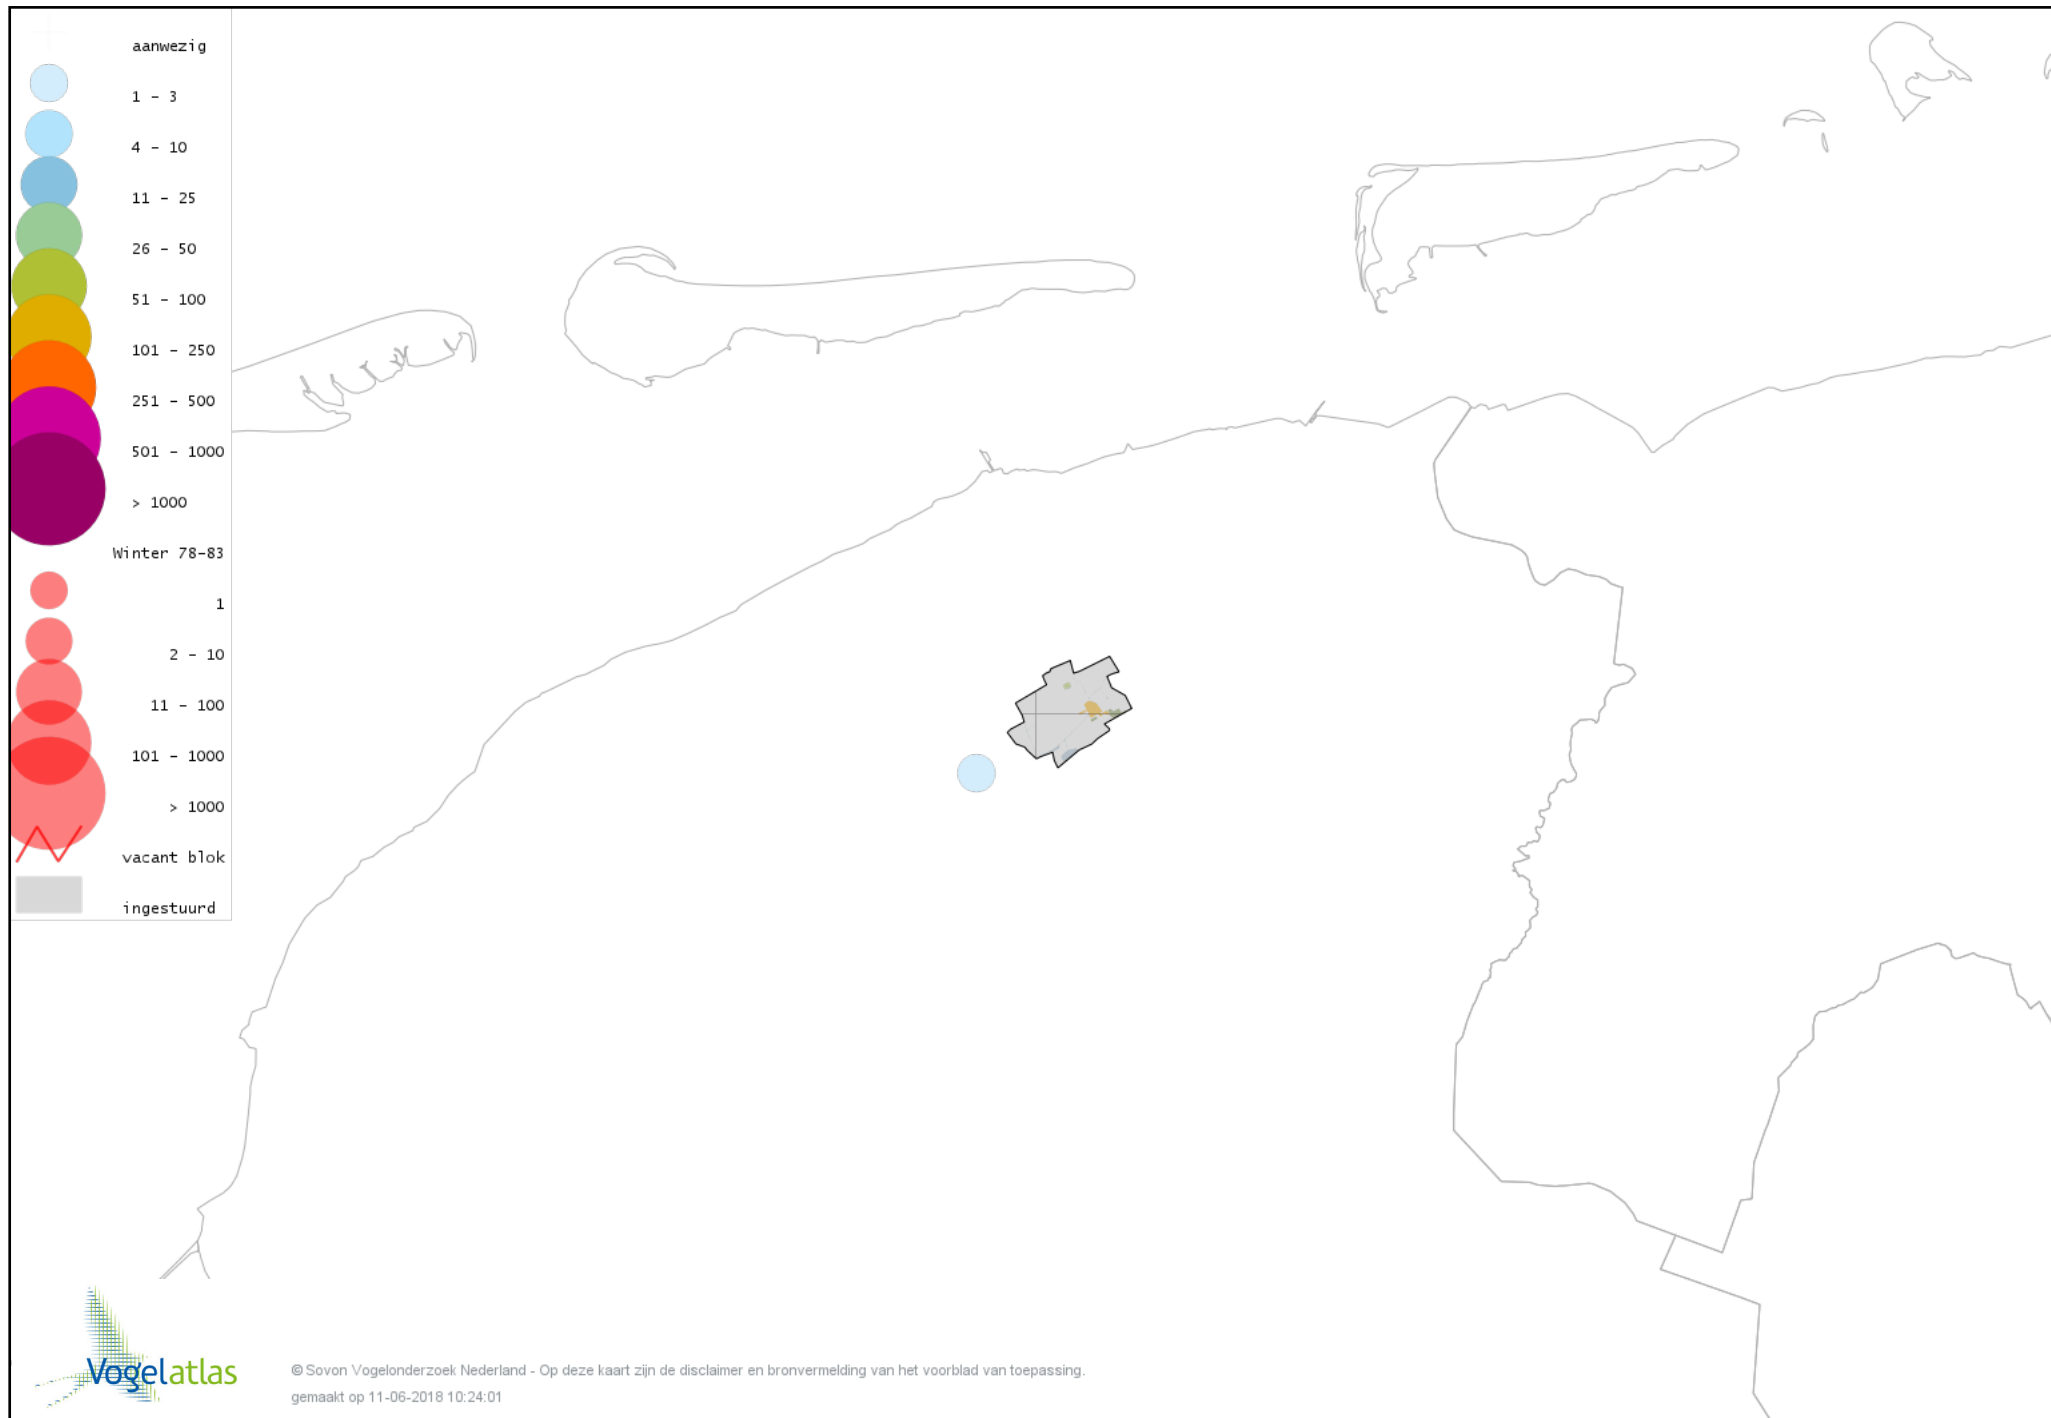 aanwezig
1 - 3
4 - 10
11 - 25
26 - 50
51 - 100
101 - 250
251 - 500
501 - 1000
> 1000
Winter 78-83
1
2 - 10
11 - 100
101 - 1000
> 1000
vacant blok
ingestuurd
Vogelatlas
© Sovon Vogelonderzoek Nederland - Op deze kaart zijn de disclaimer en bronvermelding van het voorblad van toepassing.
gemaakt op 11-06-2018 10:24:01